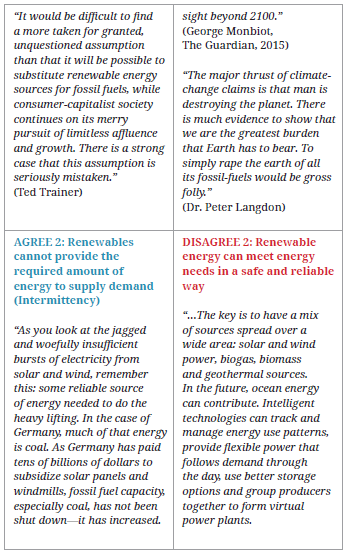 “It would be difficult to find
a more taken for granted,
unquestioned assumption
than that it will be possible to
substitute renewable energy
sources for fossil fuels, while
consumer-capitalist society
continues on its merry
pursuit of limitless affluence
and growth. There is a strong
case that this assumption is
seriously mistaken.”
(Ted Trainer)
sight beyond 2100.”
(George Monbiot,
The Guardian, 2015)
“The major thrust of climate-
change claims is that man is
destroying the planet. There
is much evidence to show that
we are the greatest burden
that Earth has to bear. To
simply rape the earth of all
its fossil-fuels would be gross
folly.”
(Dr. Peter Langdon)
AGREE 2: Renewables
cannot provide the
required amount of
energy to supply demand
(Intermittency)
“As you look at the jagged
and woefully insufficient
bursts of electricity from
solar and wind, remember
this: some reliable source
of energy needed to do the
heavy lifting. In the case of
Germany, much of that energy
is coal. As Germany has paid
tens of billions of dollars to
subsidize solar panels and
windmills, fossil fuel capacity,
especially coal, has not been
shut down—it has increased.
DISAGREE 2: Renewable
energy can meet energy
needs in a safe and reliable
way
“…The key is to have a mix
of sources spread over a
wide area: solar and wind
power, biogas, biomass
and geothermal sources.
In the future, ocean energy
can contribute. Intelligent
technologies can track and
manage energy use patterns,
provide flexible power that
follows demand through
the day, use better storage
options and group producers
together to form virtual
power plants.